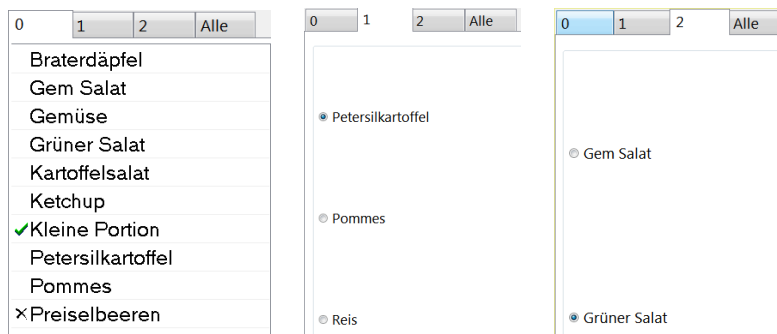 0 1 2 Alle
Braterdäpfel
Gem Salat
Gemüse
Grüner Salat
Kartoffelsalat
Ketchup
Kleine Portion
Petersilkartoffel
Pommes
Preiselbeeren
0 1 2 Alle
Petersilkartoffel
Pommes
Reis
0 1 2 Alle
Gem Salat
Grüner Salat